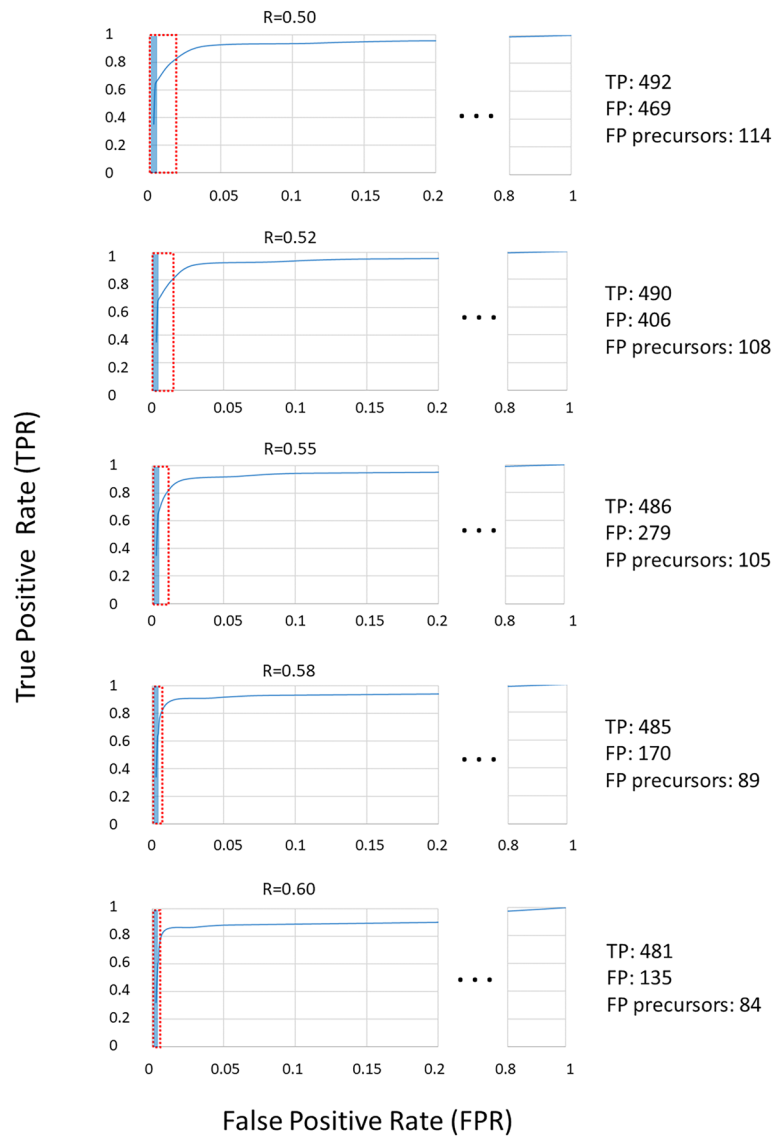 R=0.50
1
0.8
0.6
0.4
0.2
0
0 0.05 0.1 0.15 0.2 0.8 1
• • •
TP: 492
FP: 469
FP precursors: 114
R=0.52
1
0.8
0.6
0.4
0.2
0
0 0.05 0.1 0.15 0.2 0.8 1
• • •
TP: 490
FP: 406
FP precursors: 108
True Positive Rate (TPR)
R=0.55
1
0.8
0.6
0.4
0.2
0
0 0.05 0.1 0.15 0.2 0.8 1
• • •
TP: 486
FP: 279
FP precursors: 105
R=0.58
1
0.8
0.6
0.4
0.2
0
0 0.05 0.1 0.15 0.2 0.8 1
• • •
TP: 485
FP: 170
FP precursors: 89
R=0.60
1
0.8
0.6
0.4
0.2
0
0 0.05 0.1 0.15 0.2 0.8 1
• • •
TP: 481
FP: 135
FP precursors: 84
False Positive Rate (FPR)